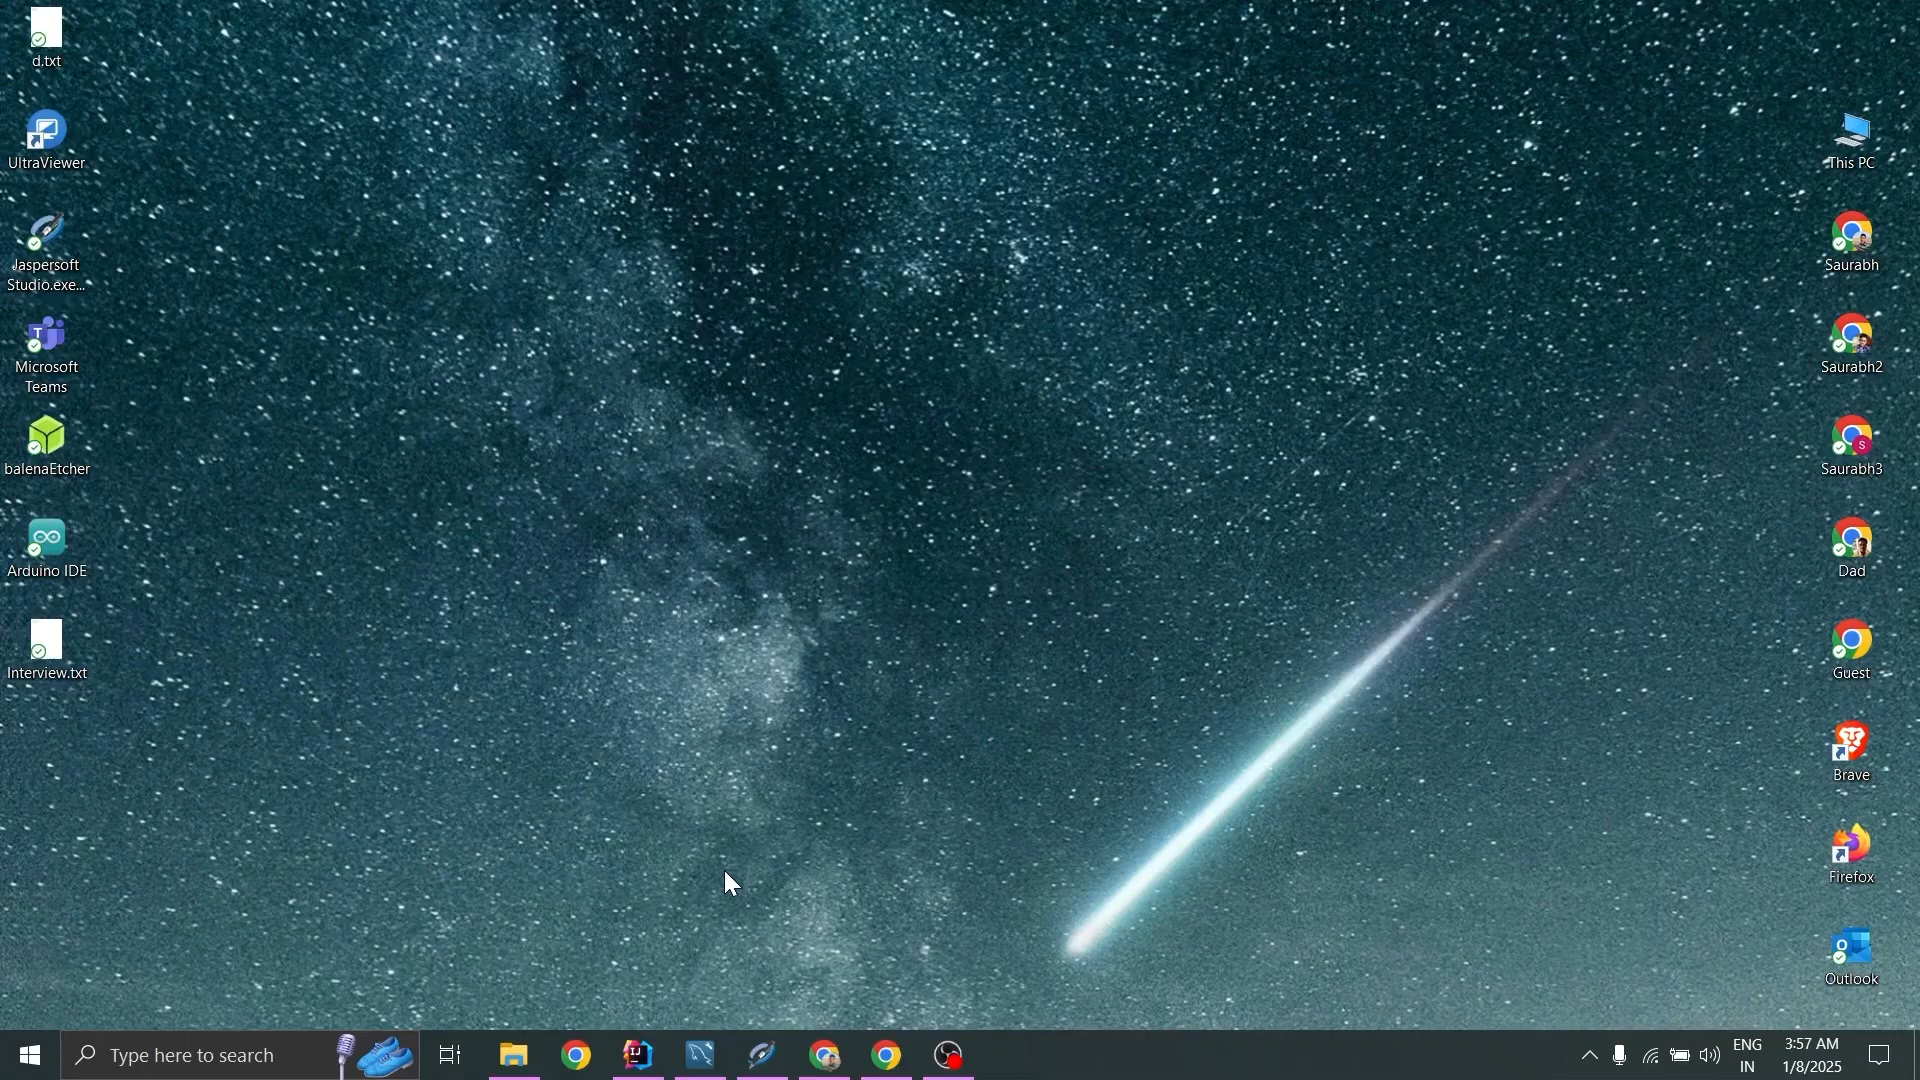 d.txt
UltraViewer
Jaspersoft
Studio.exe...
Microsoft
Teams
balenaEtcher
Arduino IDE
Interview.txt
This PC
Saurabh
Saurabh2
S
Saurabh3
Dad
Guest
Brave
Firefox
Outlook
Type here to search
ENG
IN
3:57 AM
1/8/2025